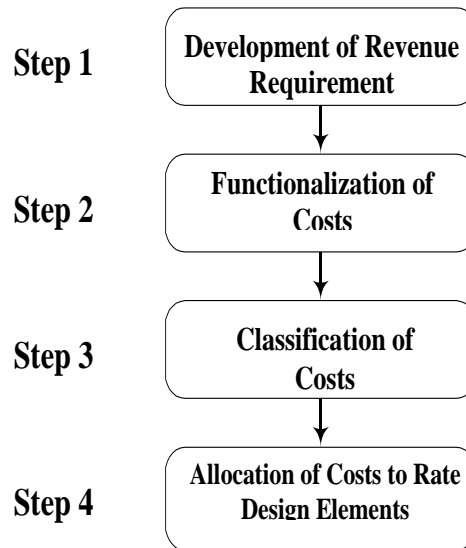 Step 1
Development of Revenue
Requirement
Step 2
Functionalization of
Costs
Step 3
Classification of
Costs
Step 4
Allocation of Costs to Rate
Design Elements